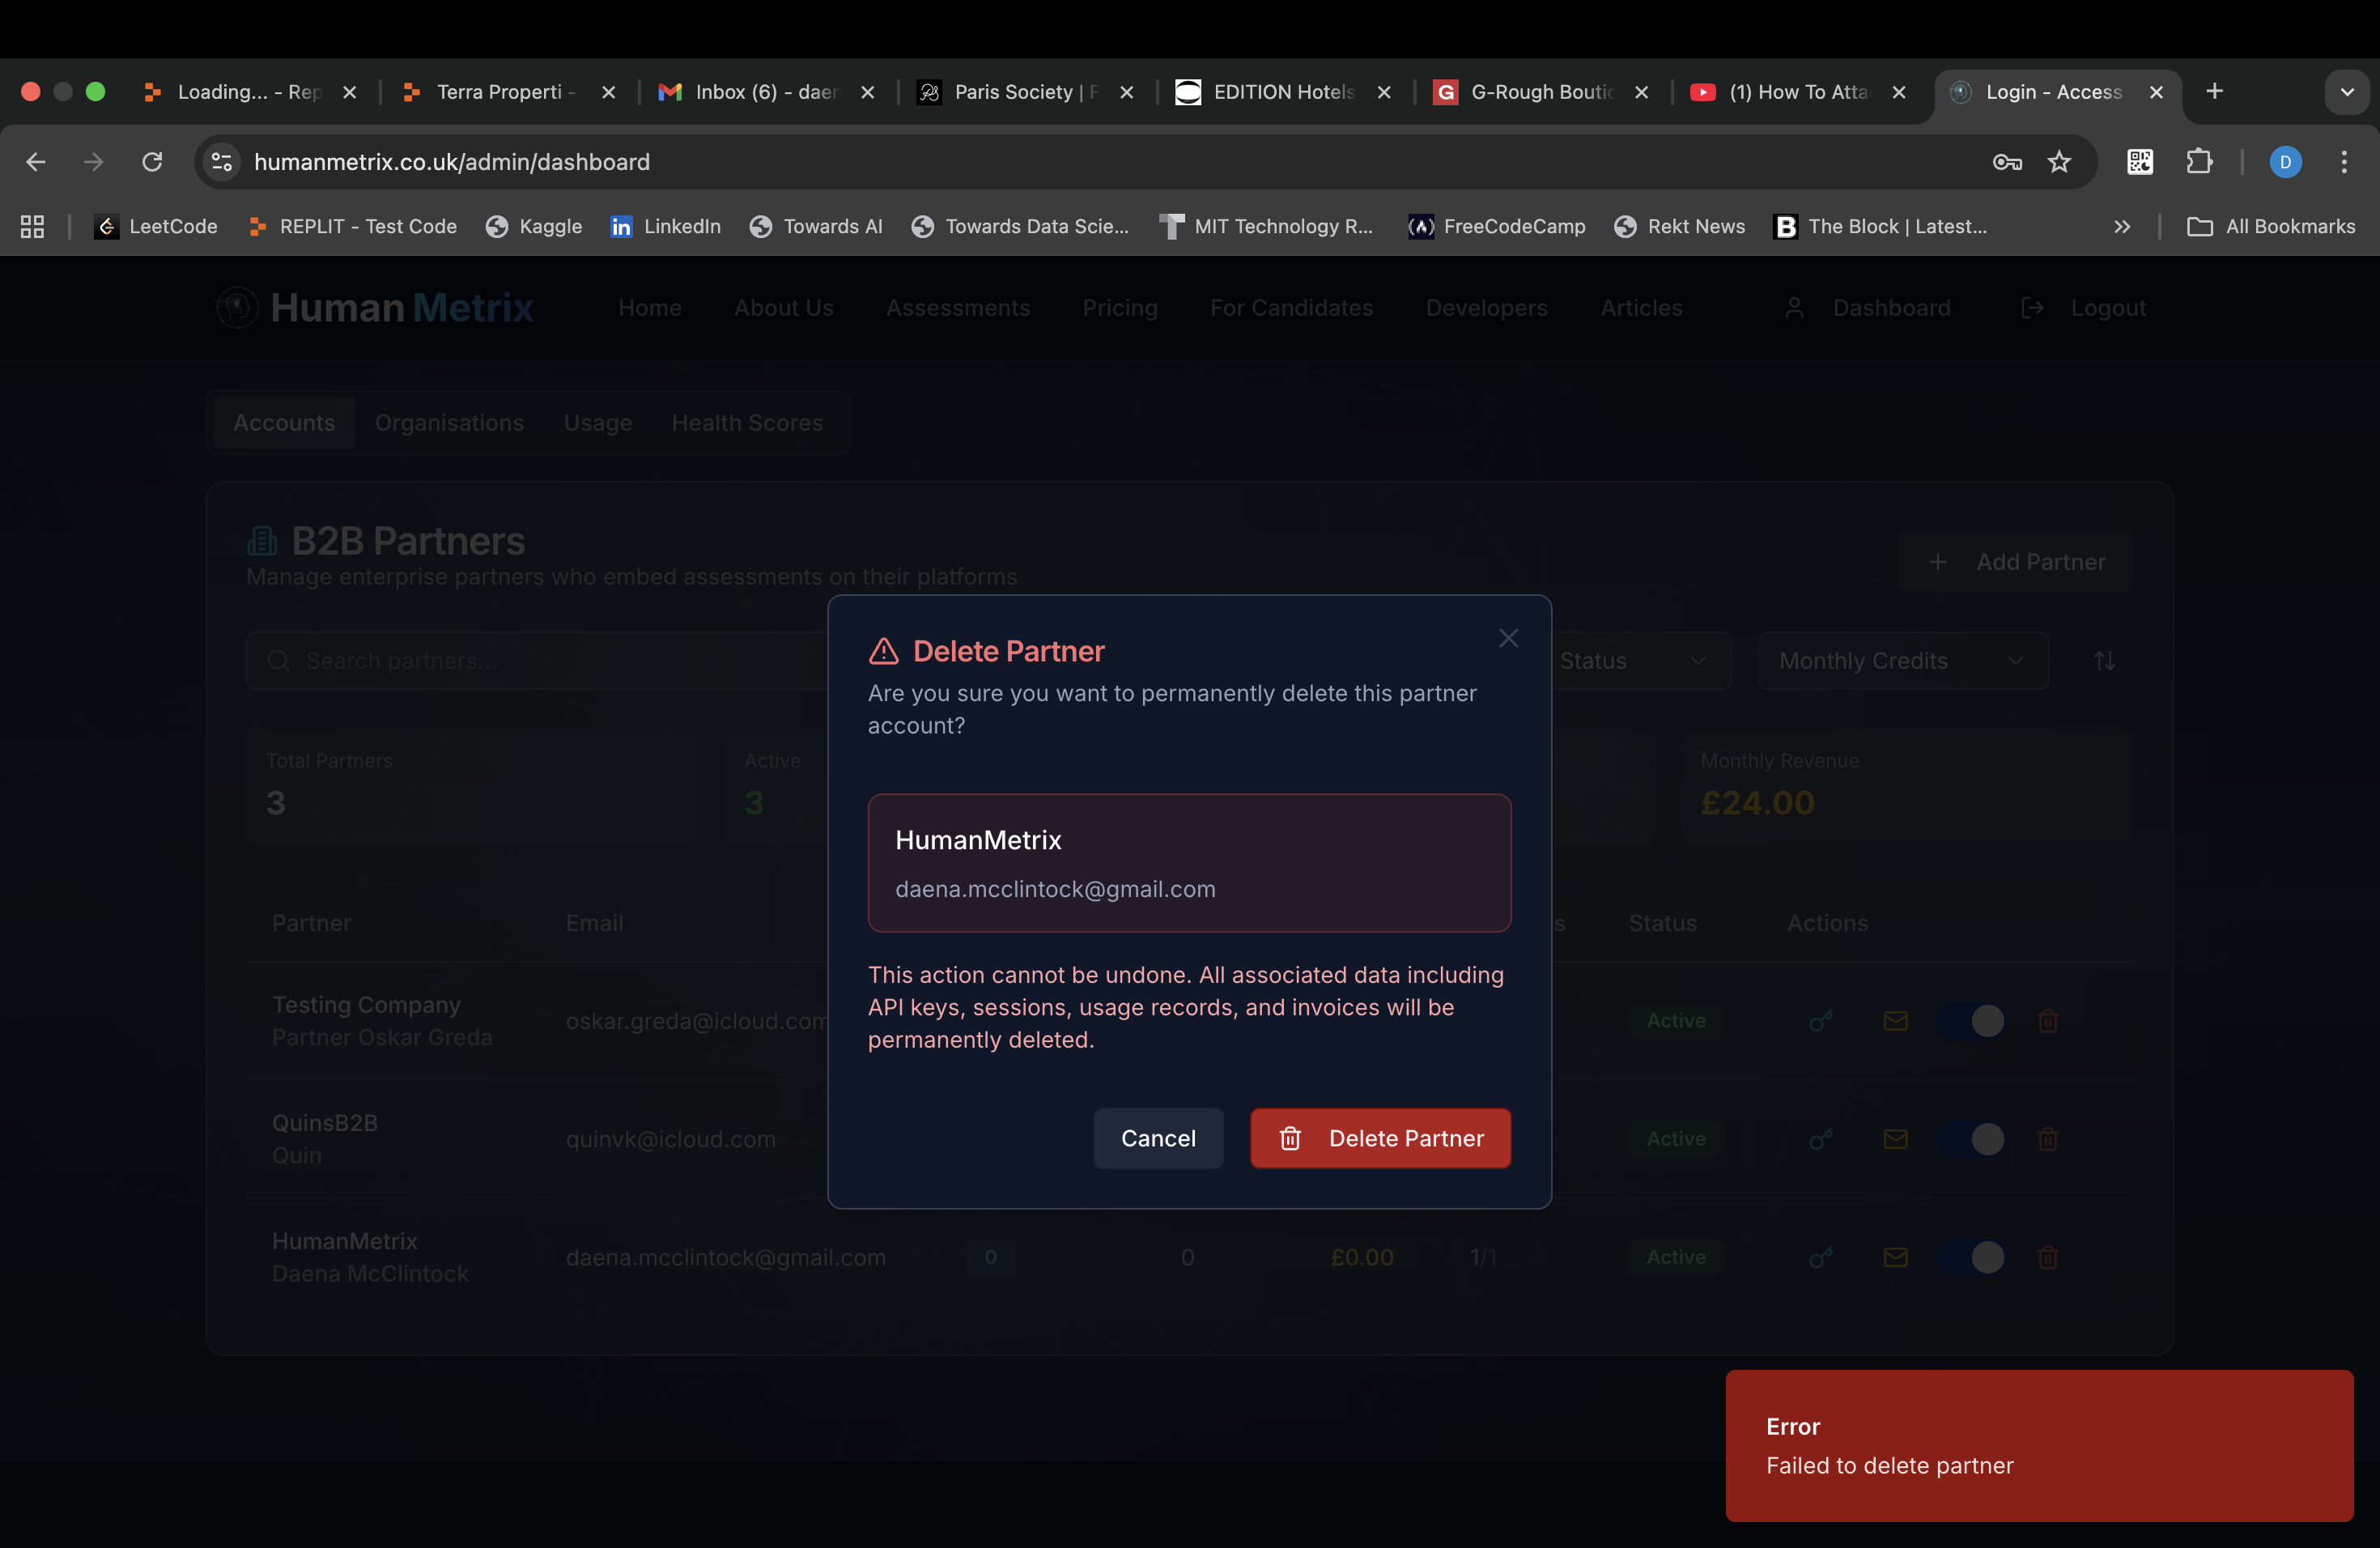 Loading... - Rep
Terra Properti -
Inbox (6) - daen
Paris Society | F
EDITION Hotels
G-Rough Boutic
(1) How To Atta
Login - Access
humanmetrix.co.uk/admin/dashboard
D
LeetCode
REPLIT - Test Code
Kaggle
LinkedIn
Towards AI
Towards Data Scie...
MIT Technology R...
FreeCodeCamp
Rekt News
The Block | Latest...
All Bookmarks
Human Metrix
Home
About Us
Assessments
Pricing
For Candidates
Developers
Articles
Dashboard
Logout
Accounts
Organisations
Usage
Health Scores
B2B Partners
Manage enterprise partners who embed assessments on their platforms
Add Partner
Search partners...
Status
Monthly Credits
Total Partners
3
Active
3
Monthly Revenue
£24.00
Delete Partner
Are you sure you want to permanently delete this partner
account?
HumanMetrix
daena.mcclintock@gmail.com
This action cannot be undone. All associated data including
API keys, sessions, usage records, and invoices will be
permanently deleted.
Cancel
Delete Partner
Partner
Email
s
Status
Actions
Testing Company
Partner Oskar Greda
oskar.greda@icloud.com
Active
QuinsB2B
Quin
quinvk@icloud.com
Active
HumanMetrix
Daena McClintock
daena.mcclintock@gmail.com
0
0
£0.00
1/1
Active
Error
Failed to delete partner